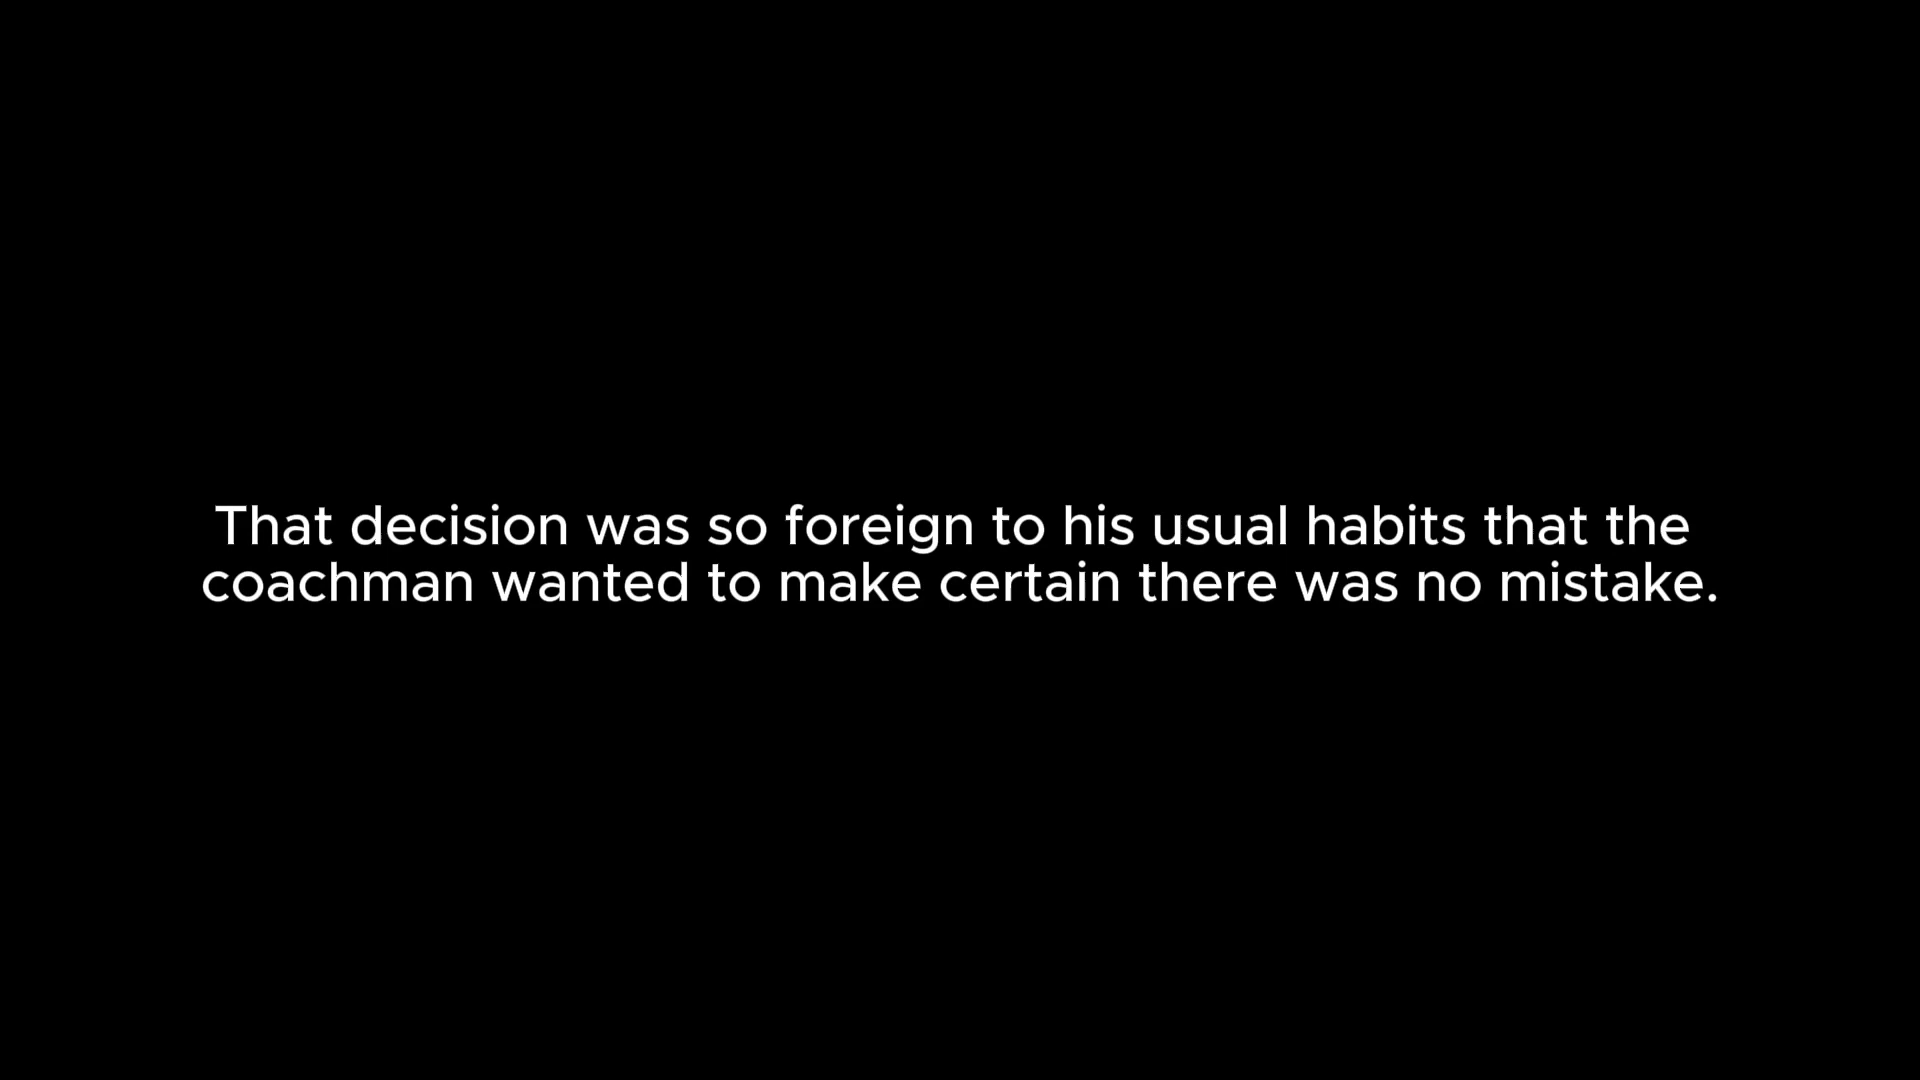 That decision was so foreign to his usual habits that the
coachman wanted to make certain there was no mistake.